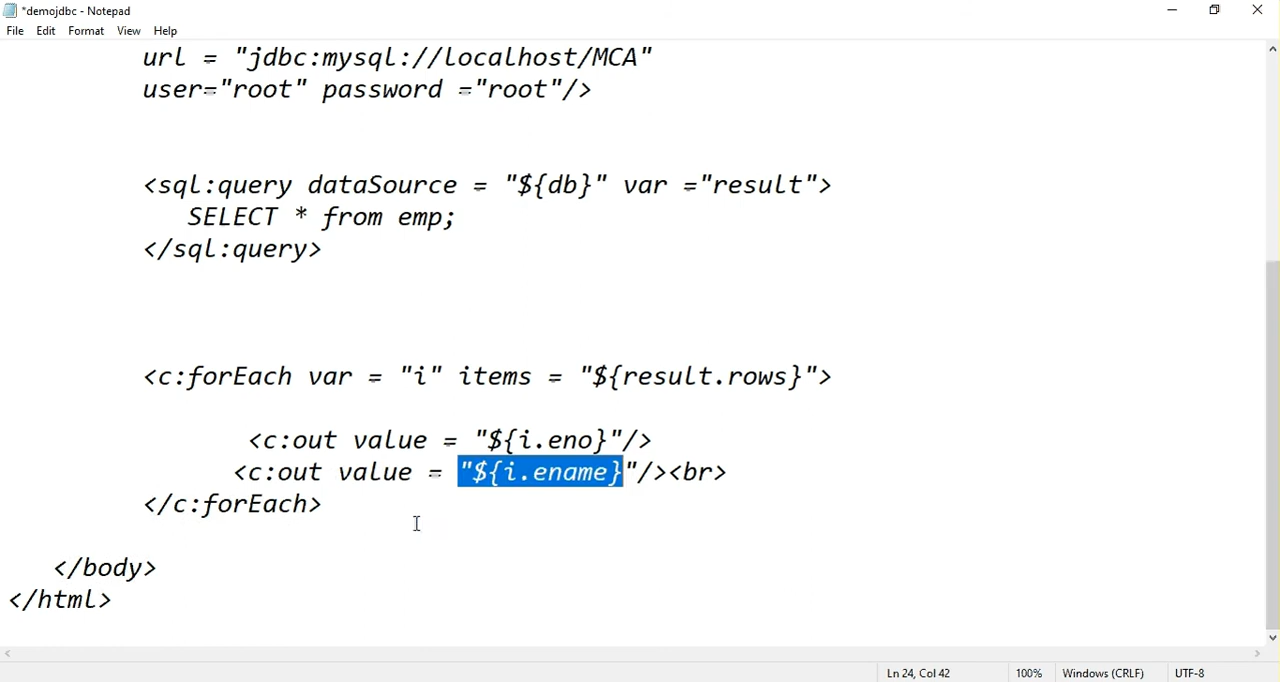 *demojdbc - Notepad
File Edit Format View Help
url = "jdbc:mysql://localhost/MCA"
user="root" password ="root"/>
<sql:query dataSource = "${db}" var ="result">
SELECT * from emp;
</sql:query>
<c:forEach var = "i" items = "${result.rows}">
<c:out value = "${i.eno}"/>
<c:out value = "${i.ename}"/><br>
</c:forEach>
</body>
</html>
Ln 24, Col 42 100% Windows (CRLF) UTF-8